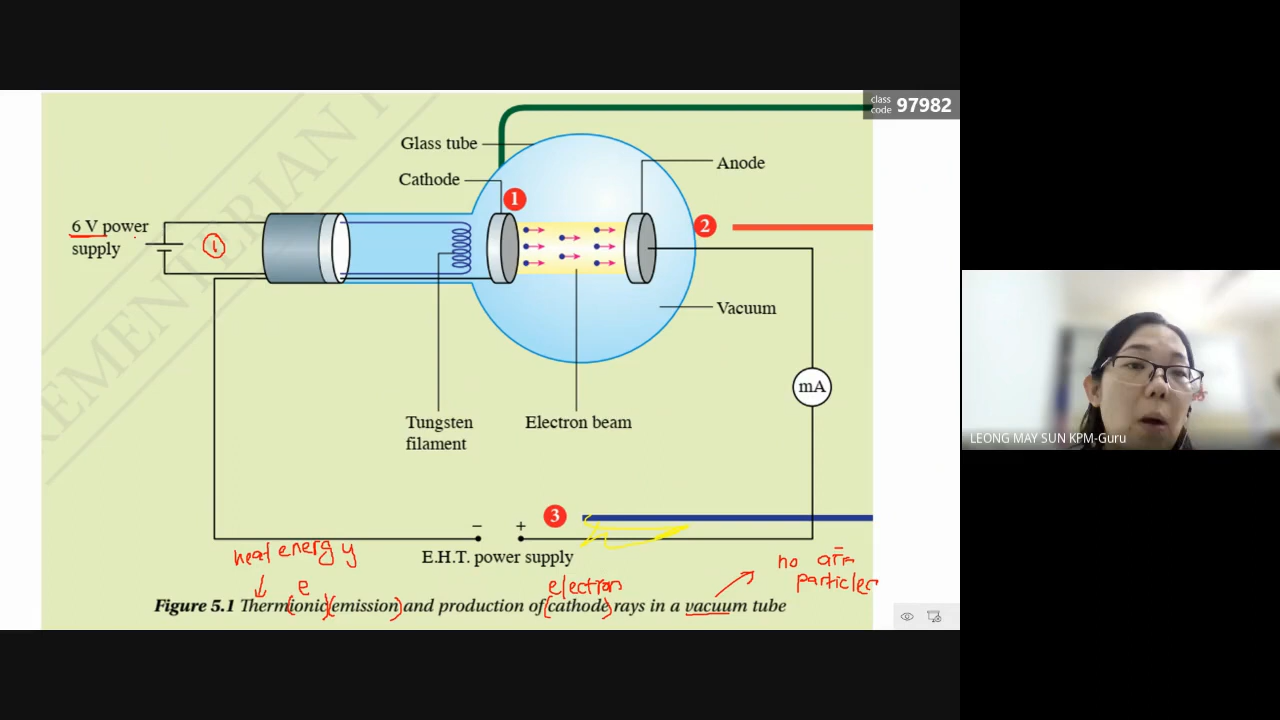 class
code 97982
Glass tube
Cathode
Anode
1
2
6 V power
supply
1
KEMENTERIAN
Vacuum
mA
Tungsten
filament
Electron beam
3
− +
E.H.T. power supply
heat energy
e
electron
no air
particles
Figure 5.1 Thermionic emission and production of cathode rays in a vacuum tube
LEONG MAY SUN KPM-Guru